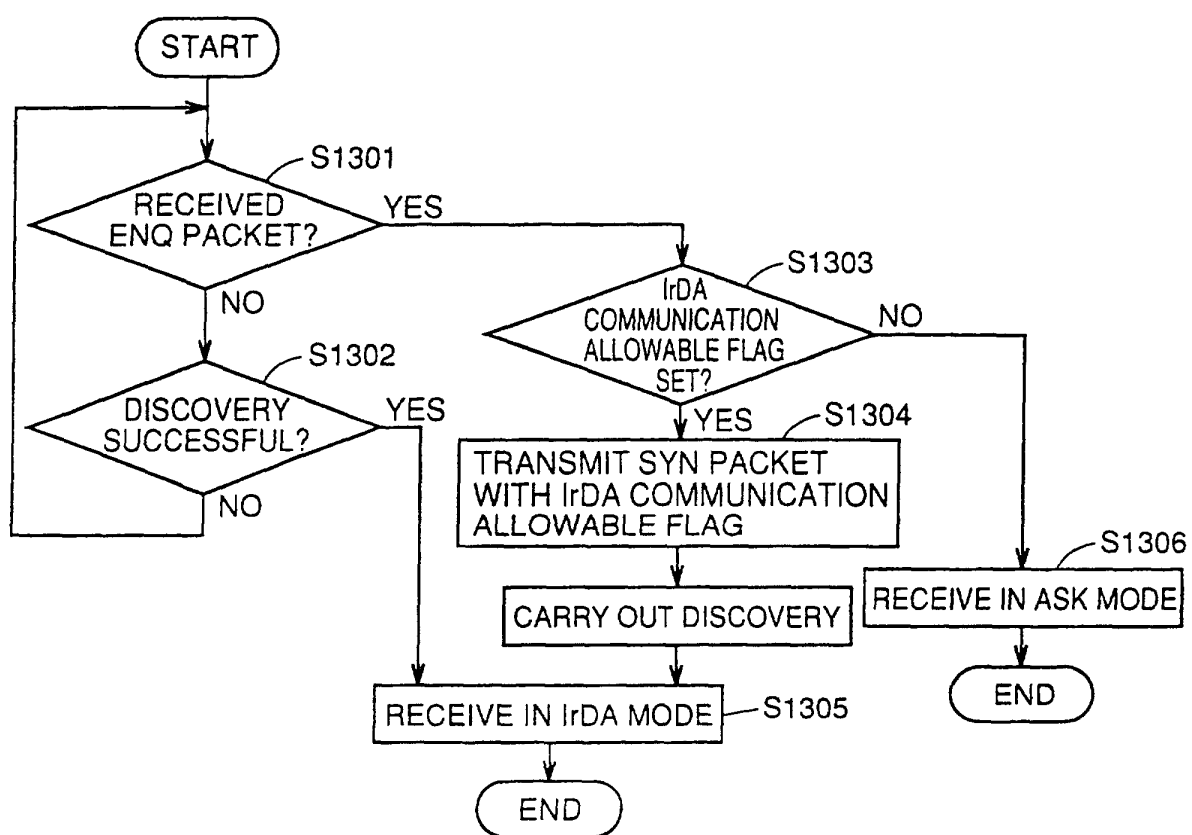 START
S1301
RECEIVED
ENQ PACKET?
YES
NO
S1302
DISCOVERY
SUCCESSFUL?
YES
NO
S1303
IrDA
COMMUNICATION
ALLOWABLE FLAG
SET?
NO
YES
S1304
TRANSMIT SYN PACKET
WITH IrDA COMMUNICATION
ALLOWABLE FLAG
CARRY OUT DISCOVERY
S1306
RECEIVE IN ASK MODE
END
RECEIVE IN IrDA MODE
S1305
END